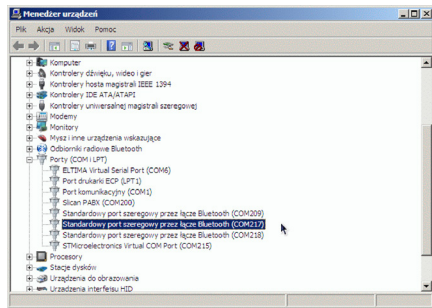 Menedżer urządzeń
Plik Akcja Widok Pomoc
Komputer
Kontrolery dźwięku, wideo i gier
Kontrolery hosta magistrali IEEE 1394
Kontrolery IDE ATA/ATAPI
Kontrolery uniwersalnej magistrali szeregowej
Modemy
Monitory
Mysz i inne urządzenia wskazujące
Odbiorniki radiowe Bluetooth
Porty (COM i LPT)
ELTIMA Virtual Serial Port (COM6)
Port drukarki ECP (LPT1)
Port komunikacyjny (COM1)
Slican PABX (COM200)
Standardowy port szeregowy przez łącze Bluetooth (COM209)
Standardowy port szeregowy przez łącze Bluetooth (COM217)
Standardowy port szeregowy przez łącze Bluetooth (COM218)
STMicroelectronics Virtual COM Port (COM215)
Procesory
Stacje dysków
Urządzenia do obrazowania
Urządzenia interfejsu HID